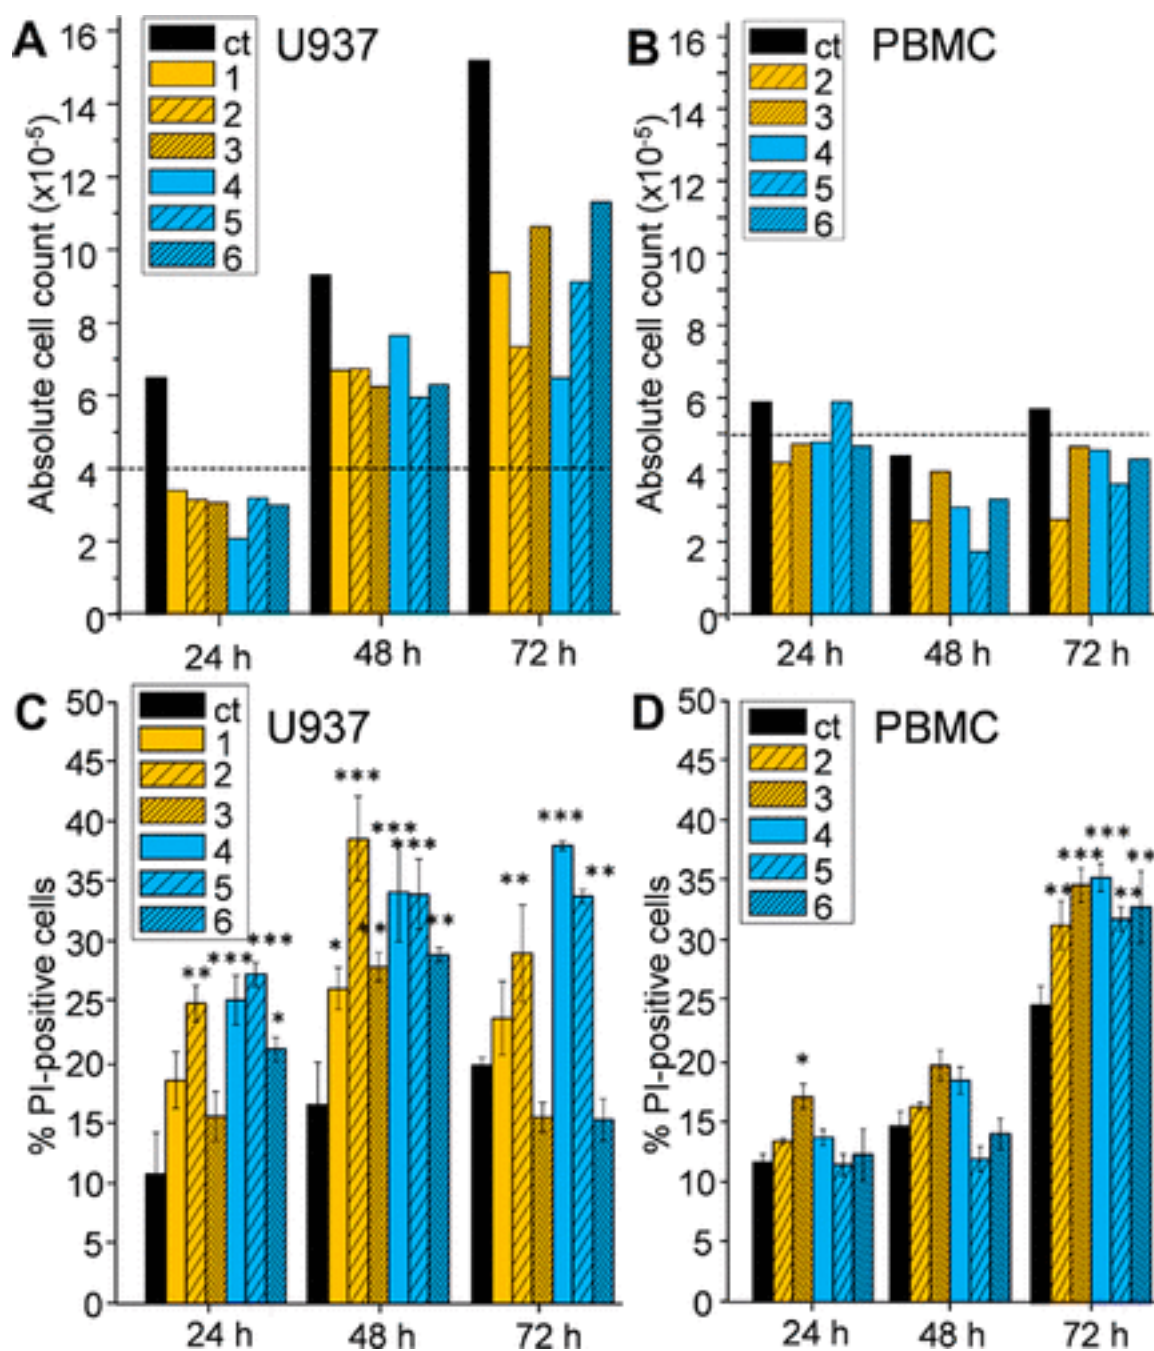 A
U937
ct
1
2
3
4
5
6
Absolute cell count (x10-5)
16
14
12
10
8
6
4
2
0
24 h
48 h
72 h
B
PBMC
ct
2
3
4
5
6
Absolute cell count (x10-5)
16
14
12
10
8
6
4
2
0
24 h
48 h
72 h
C
U937
ct
1
2
3
4
5
6
% PI-positive cells
50
45
40
35
30
25
20
15
10
5
0
**
***
***
*
*
***
**
***
***
**
**
***
**
24 h
48 h
72 h
D
PBMC
ct
2
3
4
5
6
% PI-positive cells
50
45
40
35
30
25
20
15
10
5
0
*
**
***
***
**
**
24 h
48 h
72 h